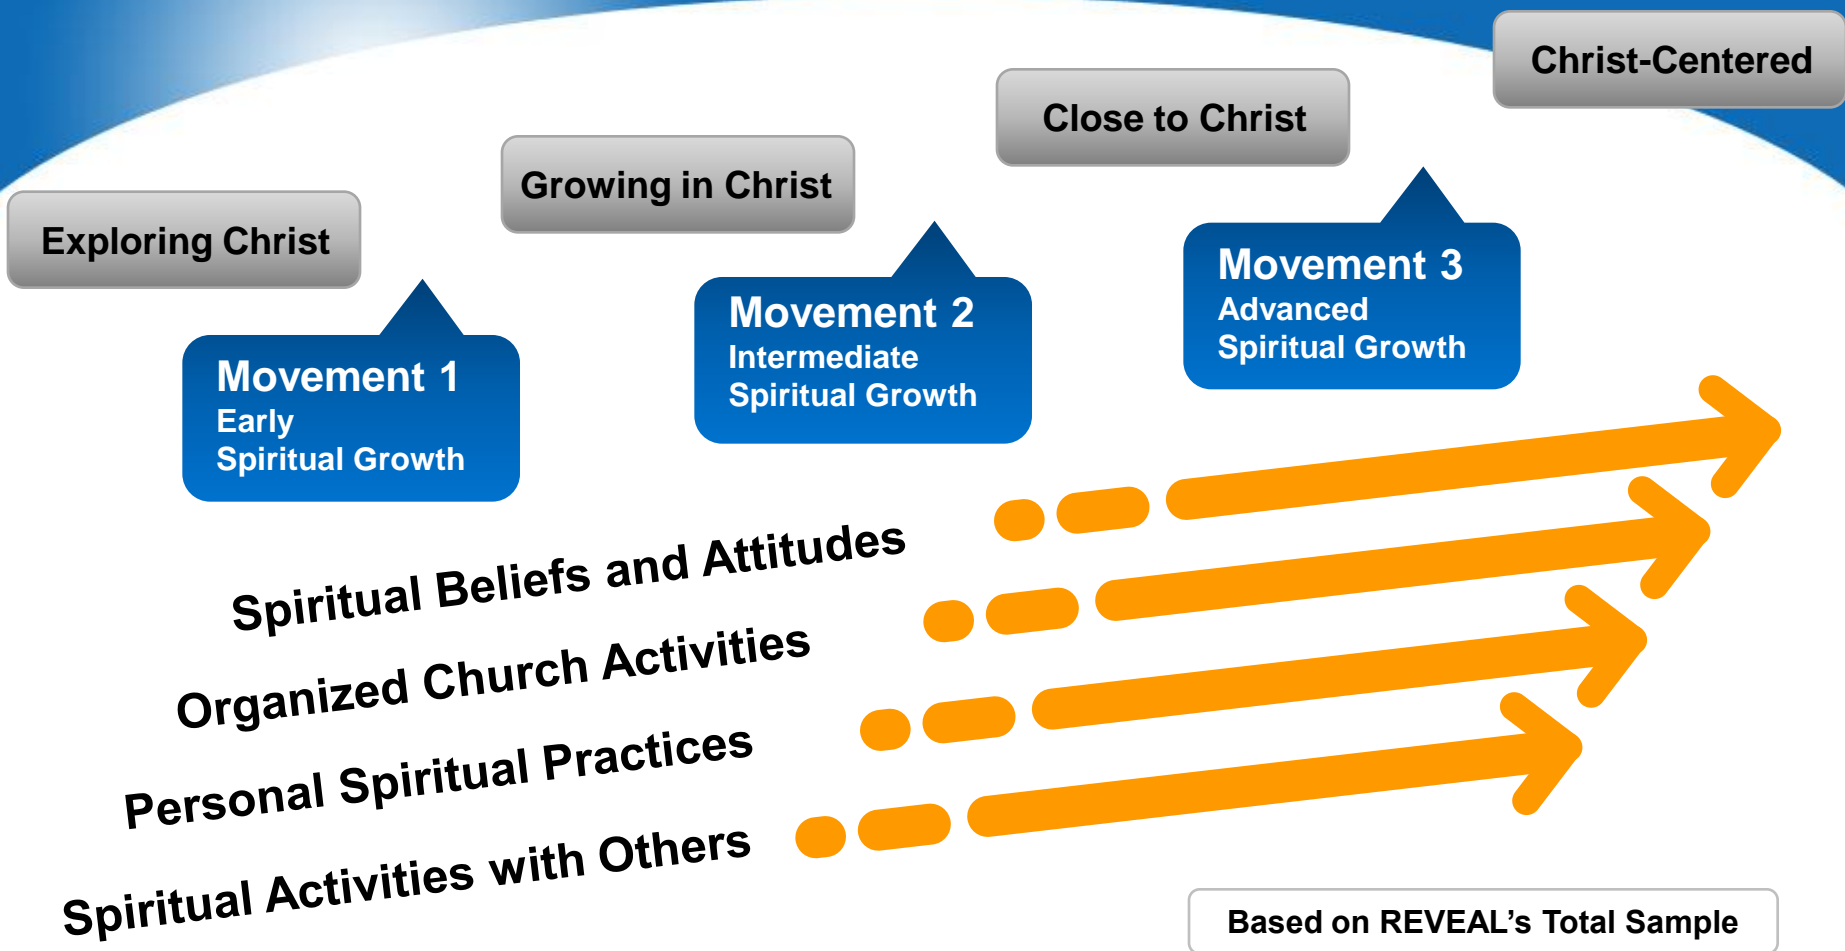 Christ-Centered
Close to Christ
Growing in Christ
Exploring Christ
Movement 3
Advanced
Spiritual Growth
Movement 2
Intermediate
Spiritual Growth
Movement 1
Early
Spiritual Growth
Spiritual Beliefs and Attitudes
Organized Church Activities
Personal Spiritual Practices
Spiritual Activities with Others
Based on REVEAL’s Total Sample